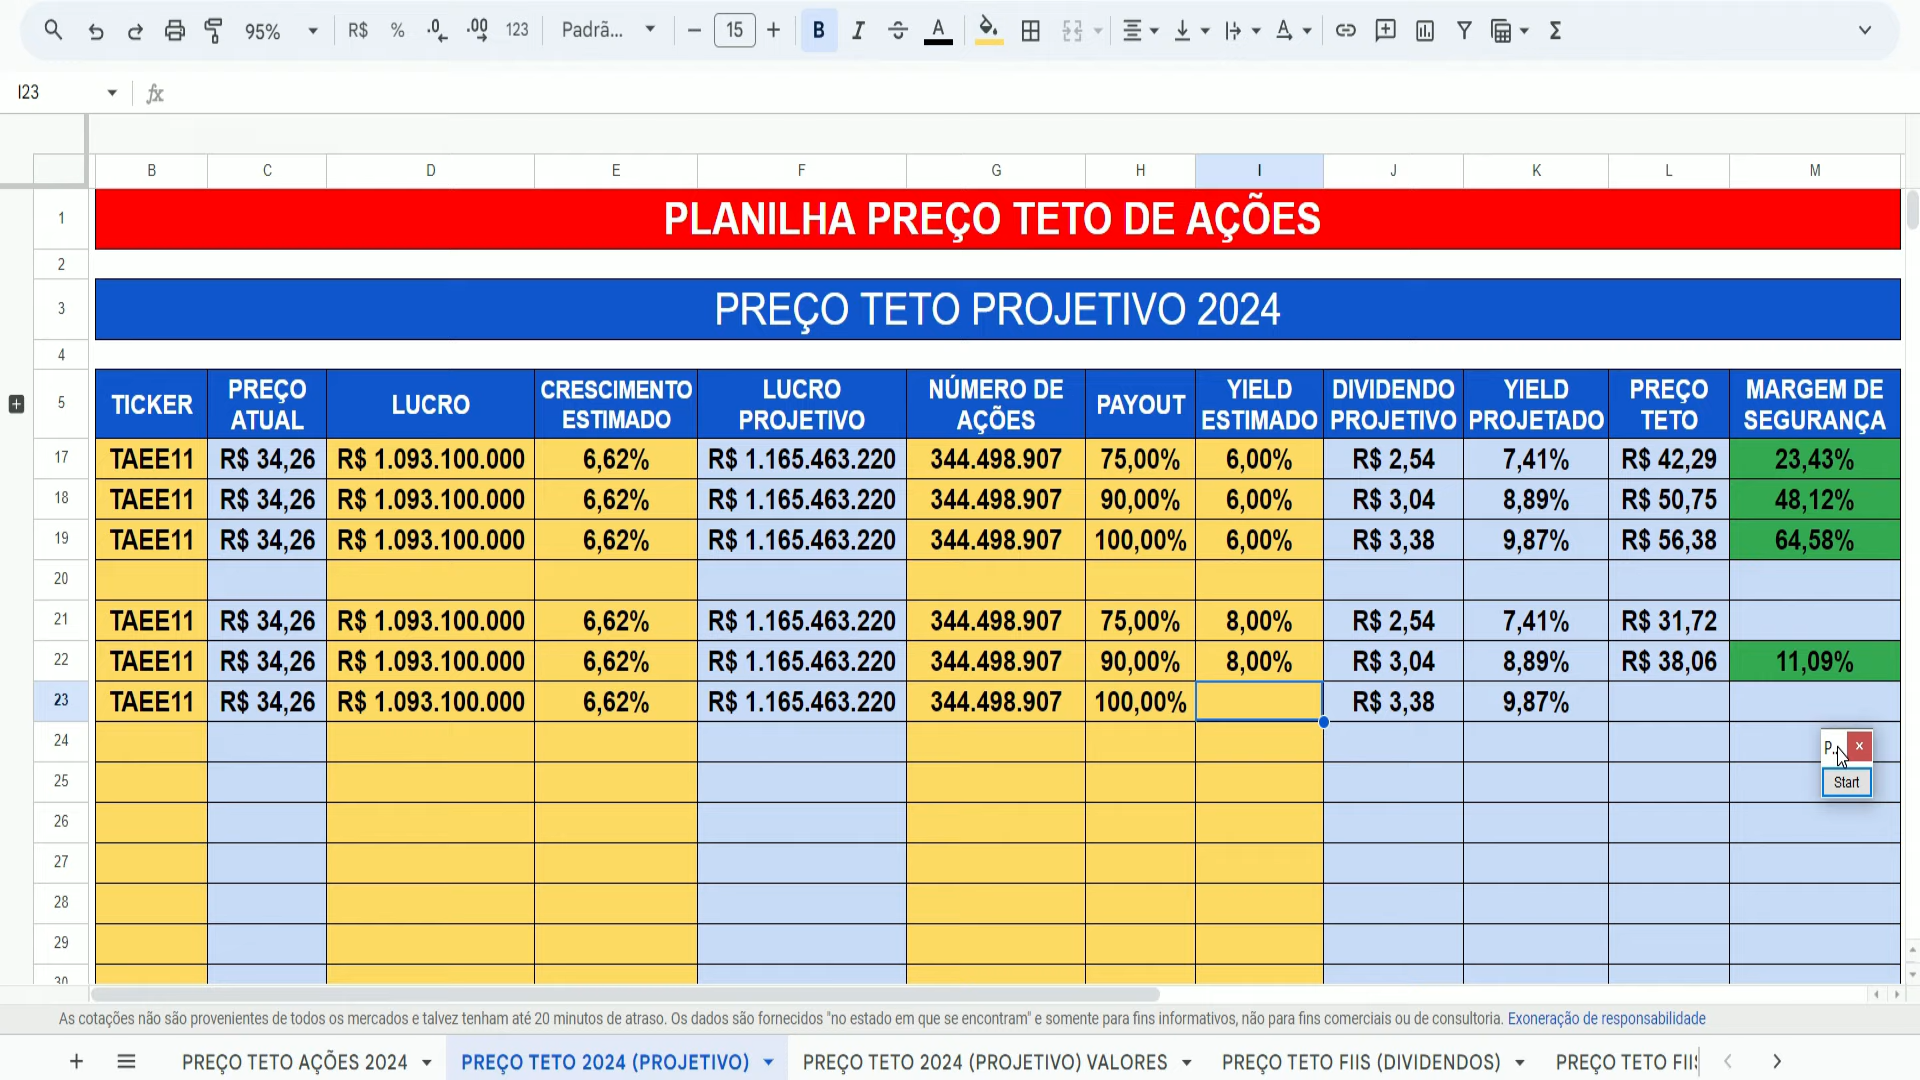 95% R$ % .0 .00 123 Padrã... 15 B I A Σ
I23 fx
B C D E F G H I J K L M
1 PLANILHA PREÇO TETO DE AÇÕES
2
3 PREÇO TETO PROJETIVO 2024
4
5 TICKER PREÇO ATUAL LUCRO CRESCIMENTO ESTIMADO LUCRO PROJETIVO NÚMERO DE AÇÕES PAYOUT YIELD ESTIMADO DIVIDENDO PROJETIVO YIELD PROJETADO PREÇO TETO MARGEM DE SEGURANÇA
17 TAEE11 R$ 34,26 R$ 1.093.100.000 6,62% R$ 1.165.463.220 344.498.907 75,00% 6,00% R$ 2,54 7,41% R$ 42,29 23,43%
18 TAEE11 R$ 34,26 R$ 1.093.100.000 6,62% R$ 1.165.463.220 344.498.907 90,00% 6,00% R$ 3,04 8,89% R$ 50,75 48,12%
19 TAEE11 R$ 34,26 R$ 1.093.100.000 6,62% R$ 1.165.463.220 344.498.907 100,00% 6,00% R$ 3,38 9,87% R$ 56,38 64,58%
20
21 TAEE11 R$ 34,26 R$ 1.093.100.000 6,62% R$ 1.165.463.220 344.498.907 75,00% 8,00% R$ 2,54 7,41% R$ 31,72
22 TAEE11 R$ 34,26 R$ 1.093.100.000 6,62% R$ 1.165.463.220 344.498.907 90,00% 8,00% R$ 3,04 8,89% R$ 38,06 11,09%
23 TAEE11 R$ 34,26 R$ 1.093.100.000 6,62% R$ 1.165.463.220 344.498.907 100,00% R$ 3,38 9,87%
24
P...
25
Start
26
27
28
29
30
As cotações não são provenientes de todos os mercados e talvez tenham até 20 minutos de atraso. Os dados são fornecidos "no estado em que se encontram" e somente para fins informativos, não para fins comerciais ou de consultoria. Exoneração de responsabilidade
PREÇO TETO AÇÕES 2024 PREÇO TETO 2024 (PROJETIVO) PREÇO TETO 2024 (PROJETIVO) VALORES PREÇO TETO FIIS (DIVIDENDOS) PREÇO TETO FIIS